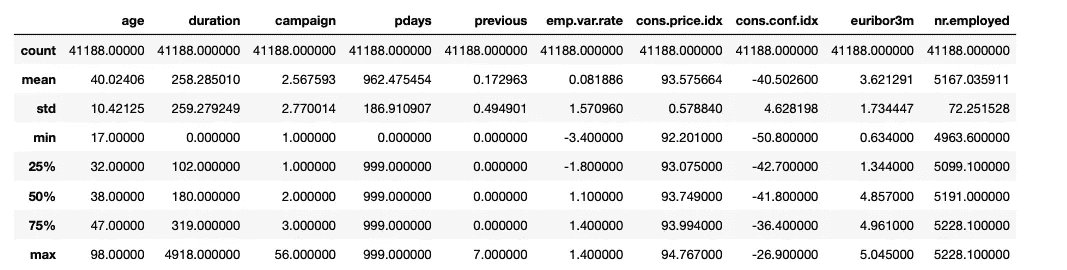 age duration campaign pdays previous emp.var.rate cons.price.idx cons.conf.idx euribor3m nr.employed
count 41188.00000 41188.000000 41188.000000 41188.000000 41188.000000 41188.000000 41188.000000 41188.000000 41188.000000 41188.000000
mean 40.02406 258.285010 2.567593 962.475454 0.172963 0.081886 93.575664 -40.502600 3.621291 5167.035911
std 10.42125 259.279249 2.770014 186.910907 0.494901 1.570960 0.578840 4.628198 1.734447 72.251528
min 17.00000 0.000000 1.000000 0.000000 0.000000 -3.400000 92.201000 -50.800000 0.634000 4963.600000
25% 32.00000 102.000000 1.000000 999.000000 0.000000 -1.800000 93.075000 -42.700000 1.344000 5099.100000
50% 38.00000 180.000000 2.000000 999.000000 0.000000 1.100000 93.749000 -41.800000 4.857000 5191.000000
75% 47.00000 319.000000 3.000000 999.000000 0.000000 1.400000 93.994000 -36.400000 4.961000 5228.100000
max 98.00000 4918.000000 56.000000 999.000000 7.000000 1.400000 94.767000 -26.900000 5.045000 5228.100000